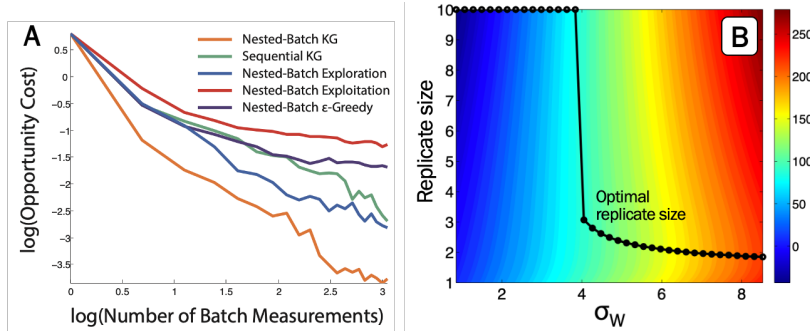 A
log(Opportunity Cost)
0.5
0
-0.5
-1
-1.5
-2
-2.5
-3
-3.5
Nested-Batch KG
Sequential KG
Nested-Batch Exploration
Nested-Batch Exploitation
Nested-Batch ε-Greedy
0
0.5
1.0
1.5
2.0
2.5
3.0
log(Number of Batch Measurements)
B
Replicate size
10
9
8
7
6
5
4
3
2
1
Optimal
replicate size
2
4
6
8
σW
250
200
150
100
50
0